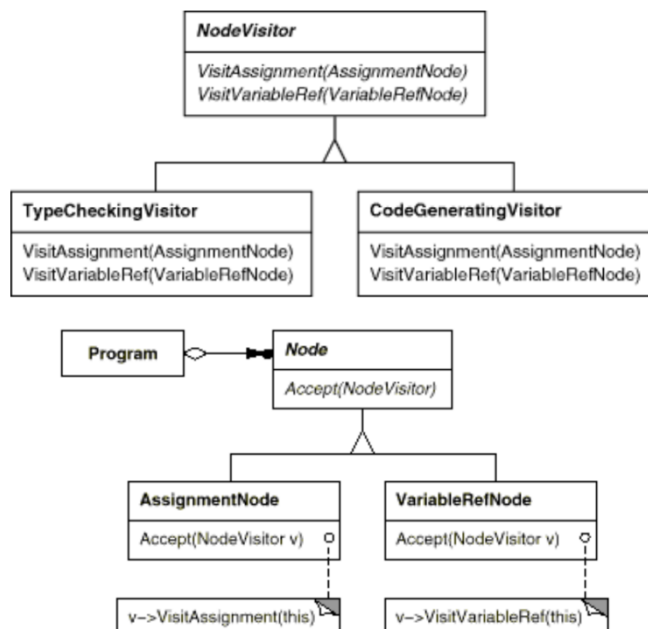 NodeVisitor
VisitAssignment(AssignmentNode)
VisitVariableRef(VariableRefNode)
TypeCheckingVisitor
VisitAssignment(AssignmentNode)
VisitVariableRef(VariableRefNode)
CodeGeneratingVisitor
VisitAssignment(AssignmentNode)
VisitVariableRef(VariableRefNode)
Program
Node
Accept(NodeVisitor)
AssignmentNode
Accept(NodeVisitor v)
VariableRefNode
Accept(NodeVisitor v)
v->VisitAssignment(this)
v->VisitVariableRef(this)